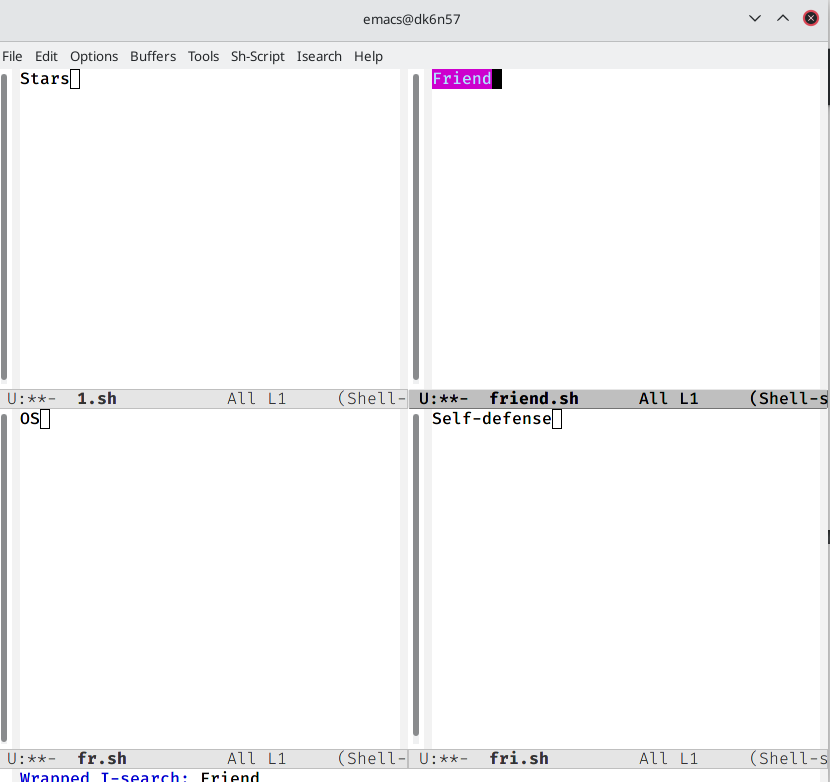 emacs@dk6n57
File Edit Options Buffers Tools Sh-Script Isearch Help
Stars
U:**- 1.sh All L1 (Shell-
Friend
U:**- friend.sh All L1 (Shell-s
OS
U:**- fr.sh All L1 (Shell-
Self-defense
U:**- fri.sh All L1 (Shell-s
Wrapped I-search: Friend